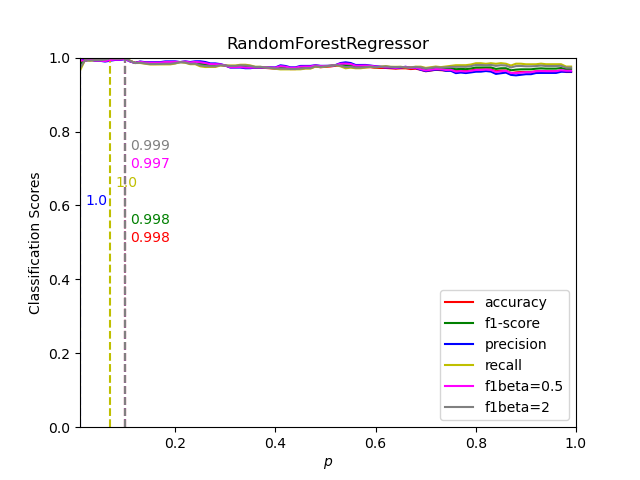 RandomForestRegressor
Classification Scores
1.0
0.8
0.6
0.4
0.2
0.0
0.999
0.997
1.0
1.0
0.998
0.998
accuracy
f1-score
precision
recall
f1beta=0.5
f1beta=2
0.2 0.4 0.6 0.8 1.0
p